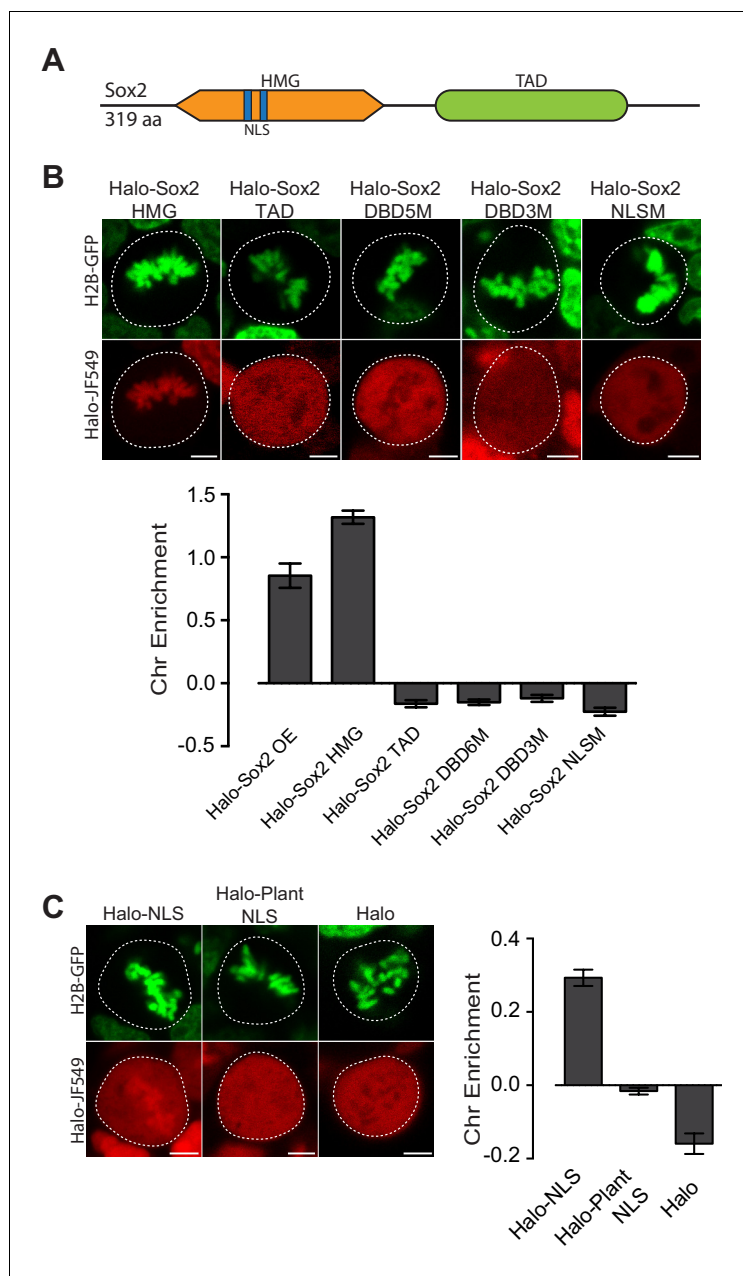 A
Sox2
319 aa
HMG
NLS
TAD
B
Halo-Sox2
HMG
Halo-Sox2
TAD
Halo-Sox2
DBD5M
Halo-Sox2
DBD3M
Halo-Sox2
NLSM
H2B-GFP
Halo-JF549
Chr Enrichment
1.5
1.0
0.5
0.0
-0.5
Halo-Sox2 OE
Halo-Sox2 HMG
Halo-Sox2 TAD
Halo-Sox2 DBD6M
Halo-Sox2 DBD3M
Halo-Sox2 NLSM
C
Halo-NLS
Halo-Plant
NLS
Halo
H2B-GFP
Halo-JF549
Chr Enrichment
0.4
0.2
0.0
-0.2
Halo-NLS
Halo-Plant
NLS
Halo